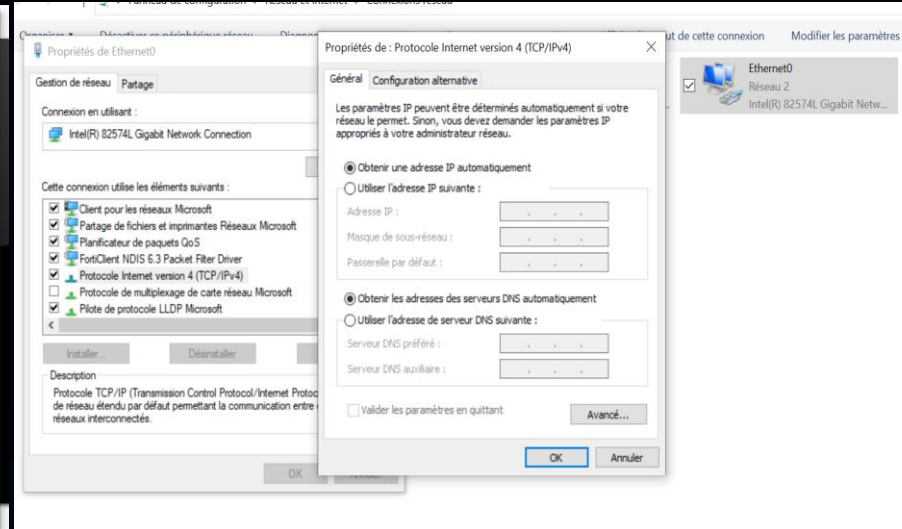 Panneau de configuration > Réseau et Internet > Connexions réseau
Organiser
Désactiver ce périphérique réseau
Modifier les paramètres
ut de cette connexion
Propriétés de Ethernet0
Gestion de réseau Partage
Connexion en utilisant :
Intel(R) 82574L Gigabit Network Connection
Cette connexion utilise les éléments suivants :
Client pour les réseaux Microsoft
Partage de fichiers et imprimantes Réseaux Microsoft
Planificateur de paquets QoS
FortiClient NDIS 6.3 Packet Filter Driver
Protocole Internet version 4 (TCP/IPv4)
Protocole de multiplexage de carte réseau Microsoft
Pilote de protocole LLDP Microsoft
Installer...
Désinstaller
Description
Protocole TCP/IP (Transmission Control Protocol/Internet Protoc
de réseau étendu par défaut permettant la communication entre
réseaux interconnectés.
OK
Propriétés de : Protocole Internet version 4 (TCP/IPv4)
Général Configuration alternative
Les paramètres IP peuvent être déterminés automatiquement si votre
réseau le permet. Sinon, vous devez demander les paramètres IP
appropriés à votre administrateur réseau.
Obtenir une adresse IP automatiquement
Utiliser l'adresse IP suivante :
Adresse IP :
Masque de sous-réseau :
Passerelle par défaut :
Obtenir les adresses des serveurs DNS automatiquement
Utiliser l'adresse de serveur DNS suivante :
Serveur DNS préféré :
Serveur DNS auxiliaire :
Valider les paramètres en quittant
Avancé...
OK Annuler
Ethernet0
Réseau 2
Intel(R) 82574L Gigabit Netw...